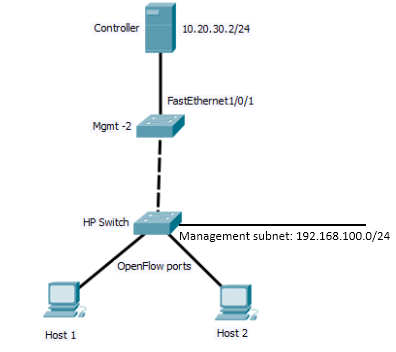 Controller
10.20.30.2/24
FastEthernet1/0/1
Mgmt -2
HP Switch
Management subnet: 192.168.100.0/24
OpenFlow ports
Host 1
Host 2